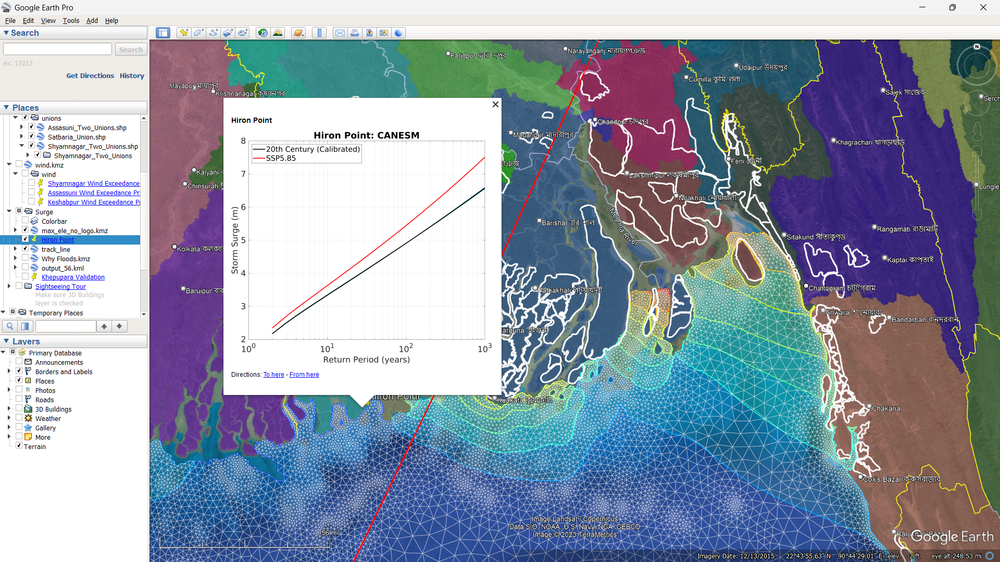 Google Earth Pro
File Edit View Tools Add Help
Search
Search
ex: 15213
Get Directions History
Places
unions
Assasuni_Two_Unions.shp
Satbaria_Union.shp
Shyamnagar_Two_Unions.shp
Shyamnagar_Two_Unions
wind.kmz
wind
Shyamnagar Wind Exceedance
Assassuni Wind Exceedance Pr
Keshabpur Wind Exceedance Pr
Surge
Colorbar
max_ele_no_logo.kmz
Hiron Point
track_line
Why Floods.kmz
output_56.kml
Khepupara Validation
Sightseeing Tour
Make sure 3D Buildings
layer is checked
Temporary Places
Layers
Primary Database
Announcements
Borders and Labels
Places
Photos
Roads
3D Buildings
Weather
Gallery
More
Terrain
Hiron Point
Hiron Point: CANESM
20th Century (Calibrated)
SSP5.85
Storm Surge (m)
8
7
6
5
4
3
2
10⁰ 10¹ 10² 10³
Return Period (years)
Directions: To here - From here
Faridpur ফরিদপুর
Narayanganj নারায়ণগঞ্জ
Udaipur উদয়পুর
Cumilla কুমিল্লা
Mayapur মায়াপুর
Krishnanagar কৃষ্ণনগর
Sajek সাজেক
Serch
Chandpur চাঁদপুর
Madaripur মাদারীপুর
Khagrachari খাগড়াছড়ি
Feni ফেনী
Kalyani
Lakshmipur লক্ষ্মীপুর
Chinsurah
Lungle
Noakhali নোয়াখালী
Meghna River
Barishal বরিশাল
Rangamati রাঙামাটি
Sitakund সীতাকুণ্ড
Kolkata
Kaptai কাপ্তাই
Baruipur
Patuakhali পটুয়াখালী
Chattogram চট্টগ্রাম
Anwara আনোয়ারা
Bandarban বান্দরবান
arguna বরগুনা
Hiron Point
Kuakata কুয়াকাটা
Chakaria
Cox's Bazar কক্সবাজার
Image Landsat / Copernicus
Data SIO, NOAA, U.S. Navy, NGA, GEBCO
Image © 2023 TerraMetrics
56 mi
N
Balukhali Bazar
Google Earth
Imagery Date: 12/13/2015 22°43'55.63" N 90°44'29.01" E elev -2 ft eye alt 248.53 mi